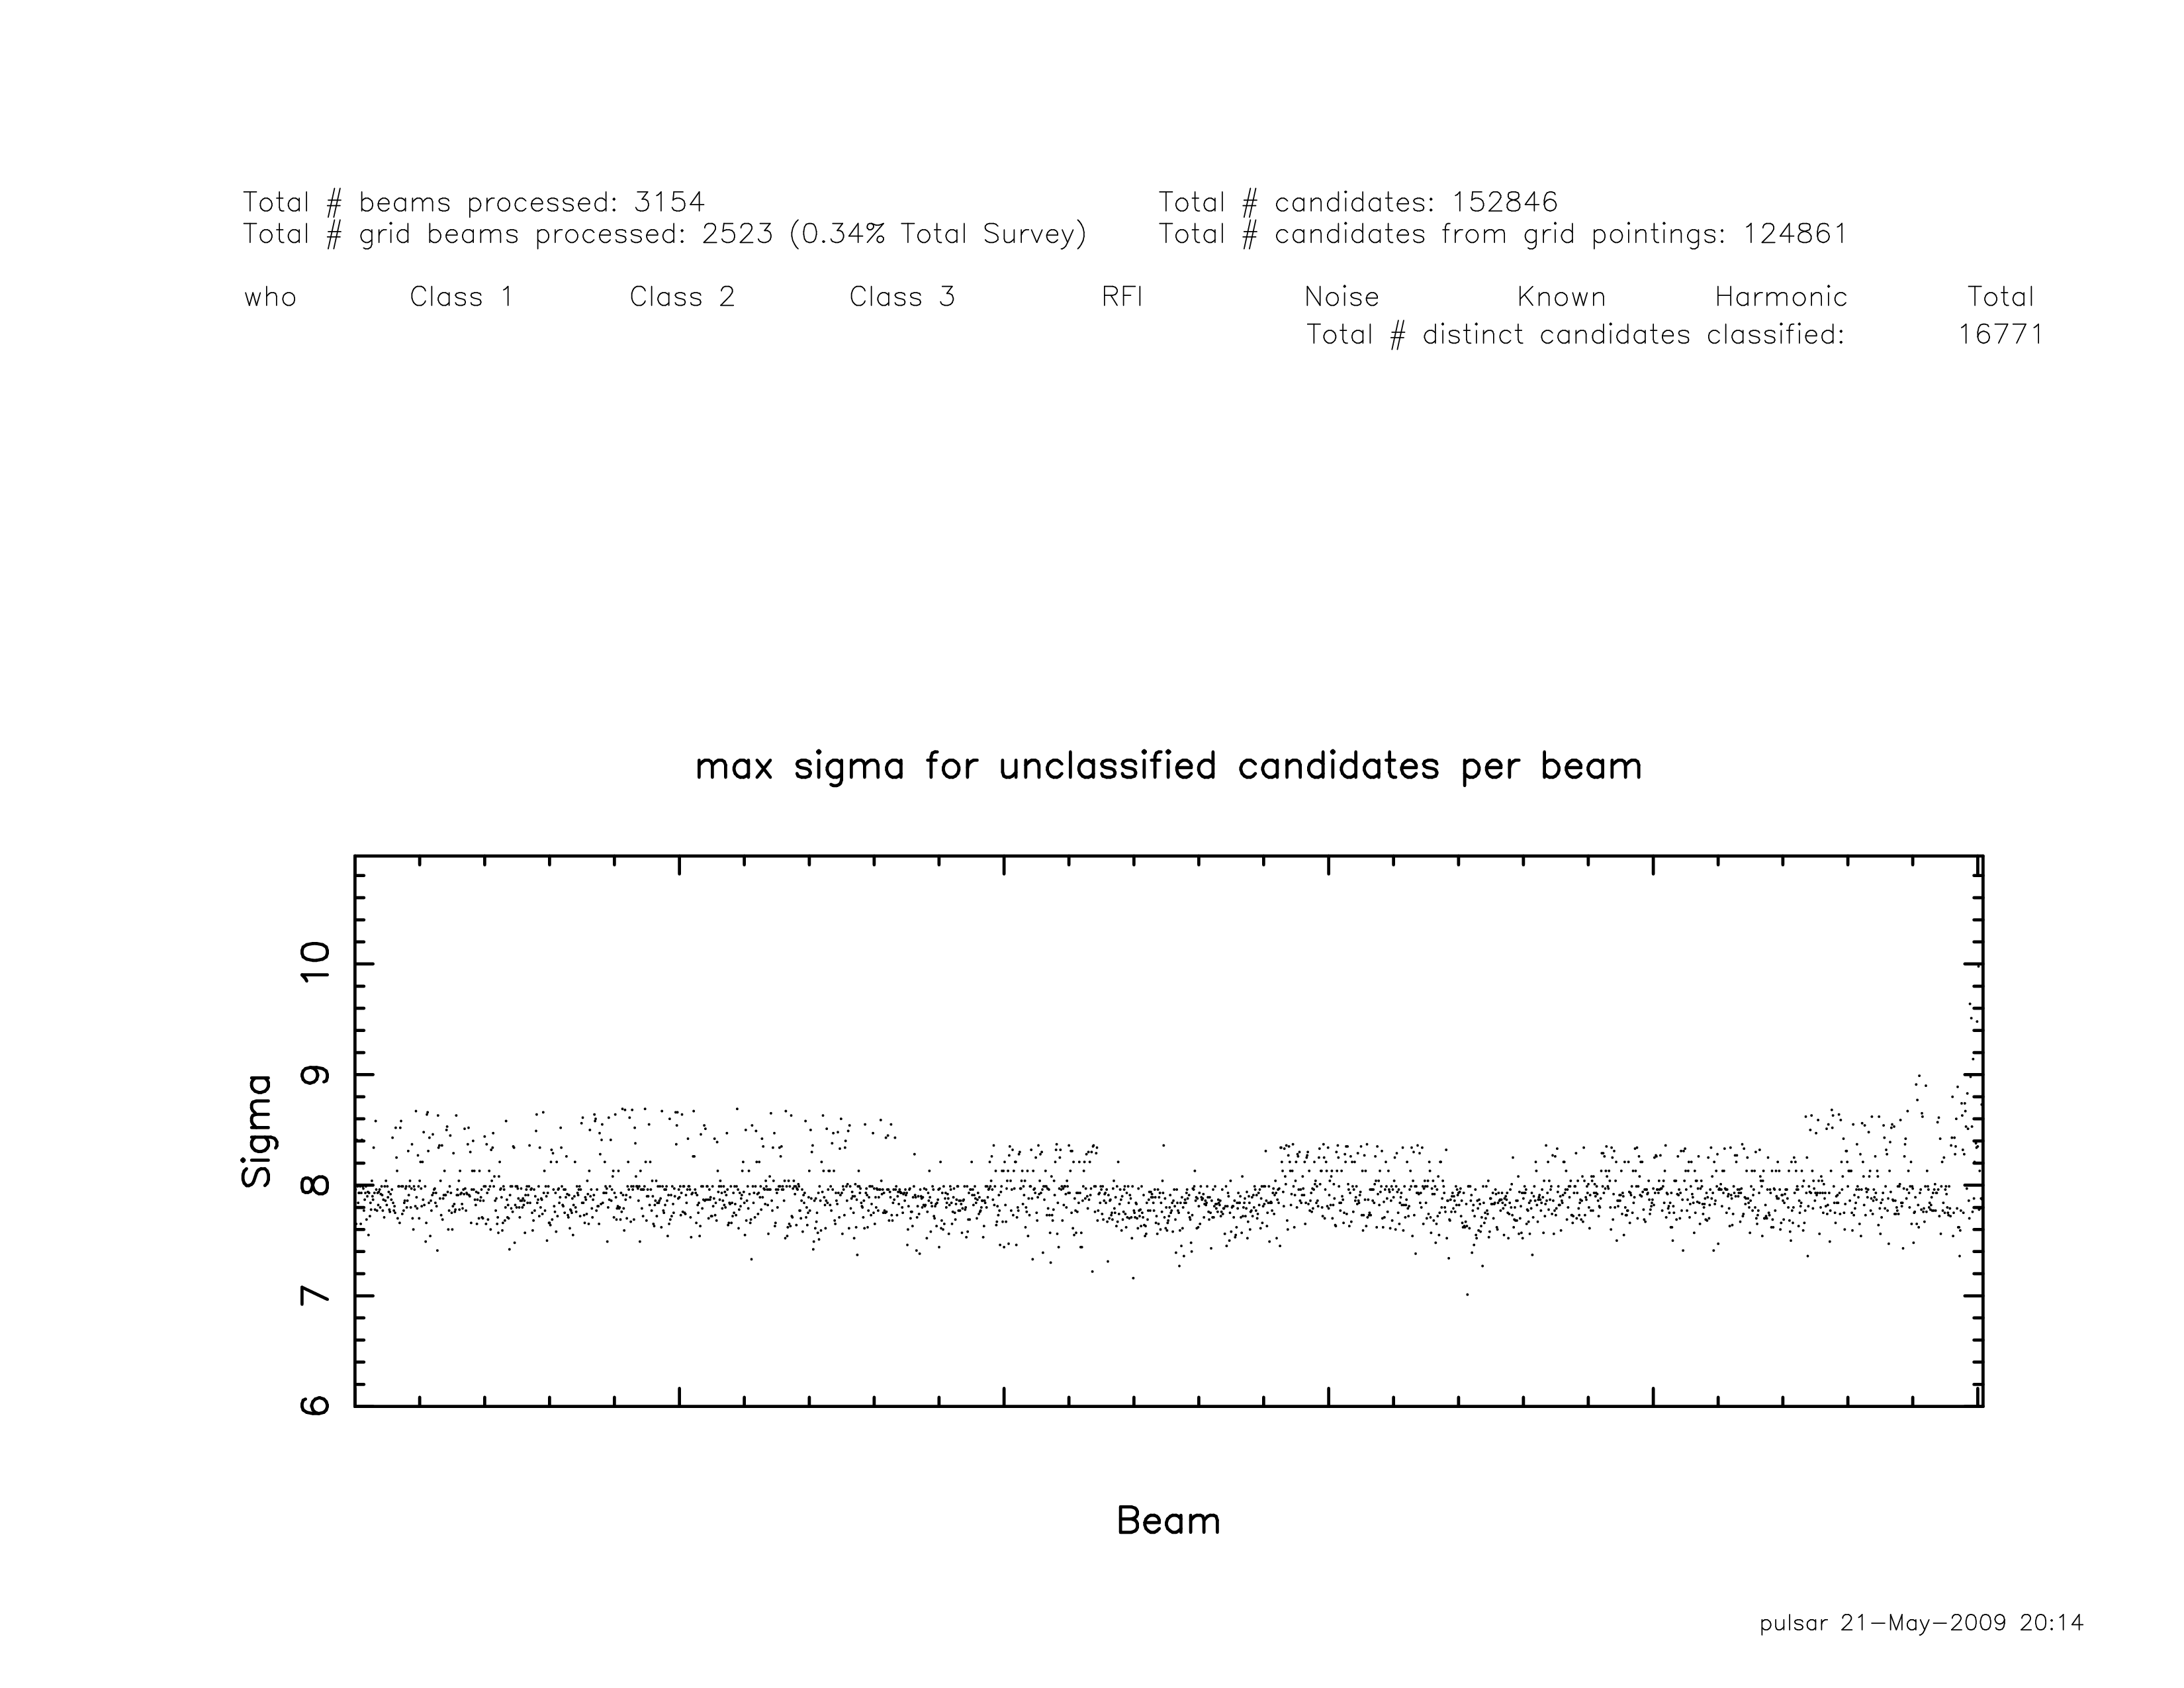 Total # beams processed: 3154 Total # candidates: 152846
Total # grid beams processed: 2523 (0.34% Total Survey) Total # candidates from grid pointings: 124861
who Class 1 Class 2 Class 3 RFI Noise Known Harmonic Total
Total # distinct candidates classified: 16771
max sigma for unclassified candidates per beam
10
9
8
7
6
Sigma
Beam
pulsar 21-May-2009 20:14